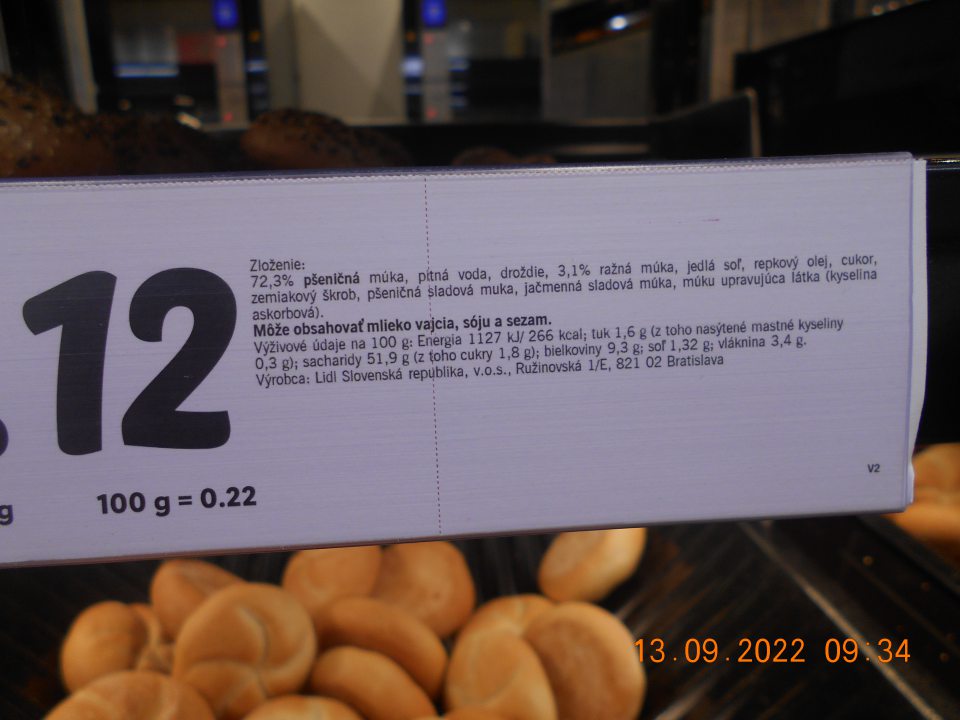 .12
g
100 g = 0.22
Zloženie:
72,3% pšeničná múka, pitná voda, droždie, 3,1% ražná múka, jedlá soľ, repkový olej, cukor,
zemiakový škrob, pšeničná sladová muka, jačmenná sladová múka, múku upravujúca látka (kyselina
askorbová).
Môže obsahovať mlieko vajcia, sóju a sezam.
Výživové údaje na 100 g: Energia 1127 kJ/ 266 kcal; tuk 1,6 g (z toho nasýtené mastné kyseliny
0,3 g); sacharidy 51,9 g (z toho cukry 1,8 g); bielkoviny 9,3 g; soľ 1,32 g; vláknina 3,4 g.
Výrobca: Lidl Slovenská republika, v.o.s., Ružinovská 1/E, 821 02 Bratislava
V2
13.09.2022 09:34